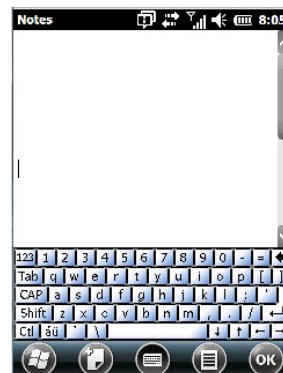 Notes 8:05
123 1 2 3 4 5 6 7 8 9 0 - =
Tab q w e r t y u i o p [ ]
CAP a s d f g h j k l ; '
Shift z x c v b n m , . /
Ctl áü ` \
OK